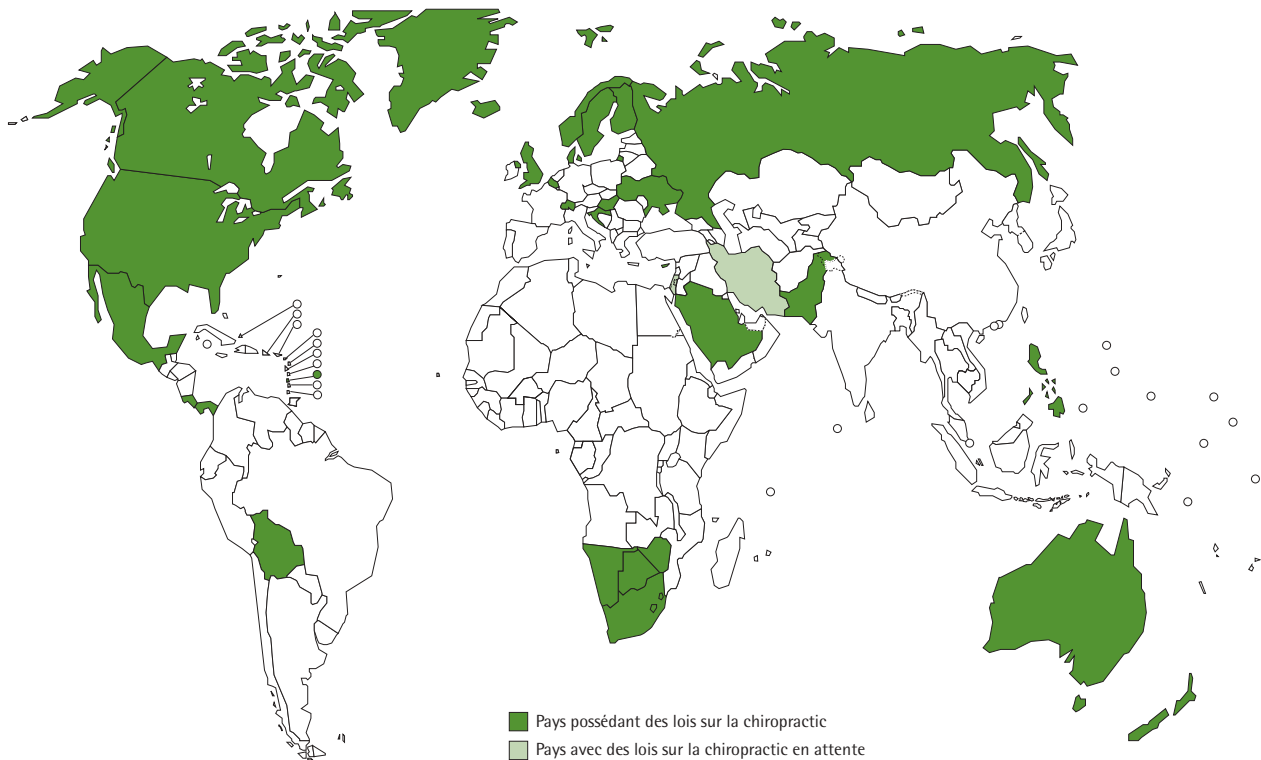 Pays possédant des lois sur la chiropractic
Pays avec des lois sur la chiropractic en attente